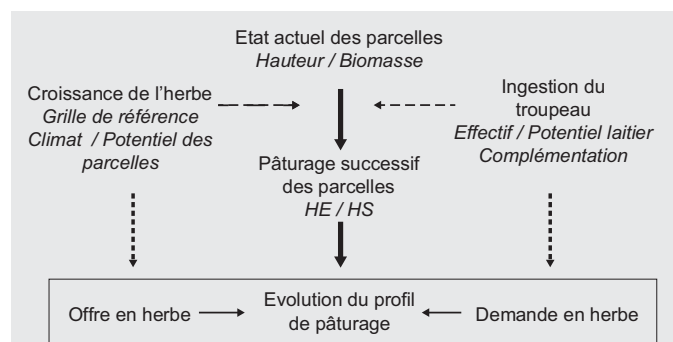 Etat actuel des parcelles
Hauteur / Biomasse
Croissance de l'herbe
Grille de référence
Climat / Potentiel des
parcelles
Ingestion du
troupeau
Effectif / Potentiel laitier
Complémentation
Pâturage successif
des parcelles
HE / HS
Offre en herbe
Evolution du profil
de pâturage
Demande en herbe